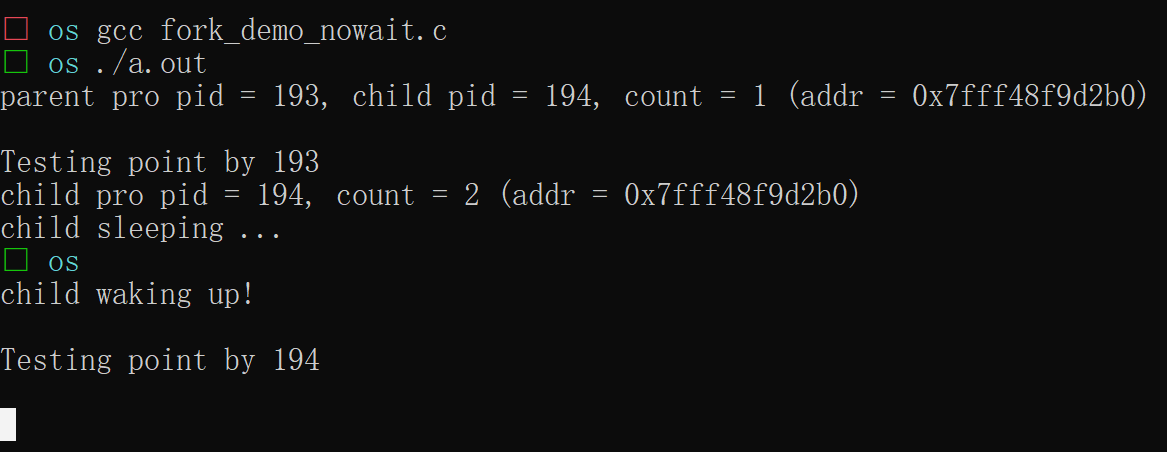 □ os gcc fork_demo_nowait.c
□ os ./a.out
parent pro pid = 193, child pid = 194, count = 1 (addr = 0x7fff48f9d2b0)
Testing point by 193
child pro pid = 194, count = 2 (addr = 0x7fff48f9d2b0)
child sleeping ...
□ os
child waking up!
Testing point by 194